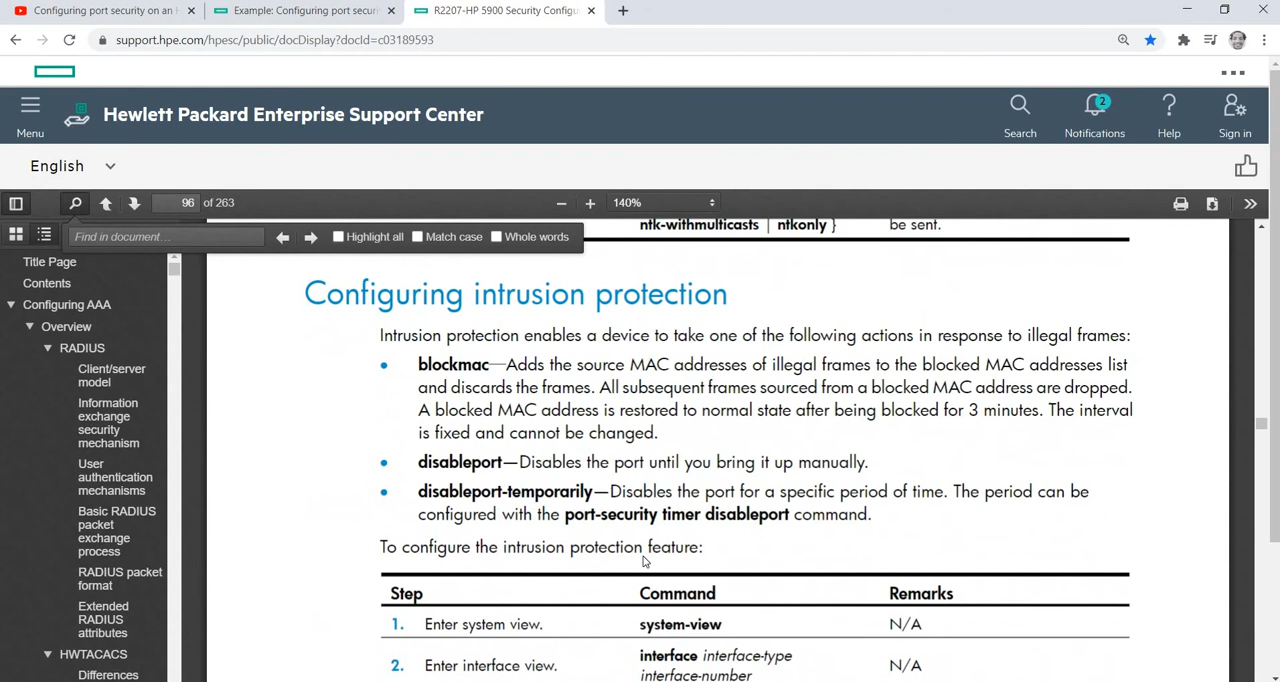 Configuring port security on an H
Example: Configuring port securi
R2207-HP 5900 Security Configu
support.hpe.com/hpesc/public/docDisplay?docId=c03189593
Hewlett Packard Enterprise Support Center
Menu
2
Search
Notifications
Help
Sign in
English
96 of 263
140%
Find in document...
Highlight all
Match case
Whole words
Title Page
Contents
Configuring AAA
Overview
RADIUS
Client/server
model
Information
exchange
security
mechanism
User
authentication
mechanisms
Basic RADIUS
packet
exchange
process
RADIUS packet
format
Extended
RADIUS
attributes
HWTACACS
Differences
ntk-withmulticasts | ntkonly }
be sent.
Configuring intrusion protection
Intrusion protection enables a device to take one of the following actions in response to illegal frames:
• blockmac—Adds the source MAC addresses of illegal frames to the blocked MAC addresses list
and discards the frames. All subsequent frames sourced from a blocked MAC address are dropped.
A blocked MAC address is restored to normal state after being blocked for 3 minutes. The interval
is fixed and cannot be changed.
• disableport—Disables the port until you bring it up manually.
• disableport-temporarily—Disables the port for a specific period of time. The period can be
configured with the port-security timer disableport command.
To configure the intrusion protection feature:
Step Command Remarks
1. Enter system view. system-view N/A
2. Enter interface view. interface interface-type N/A
interface-number